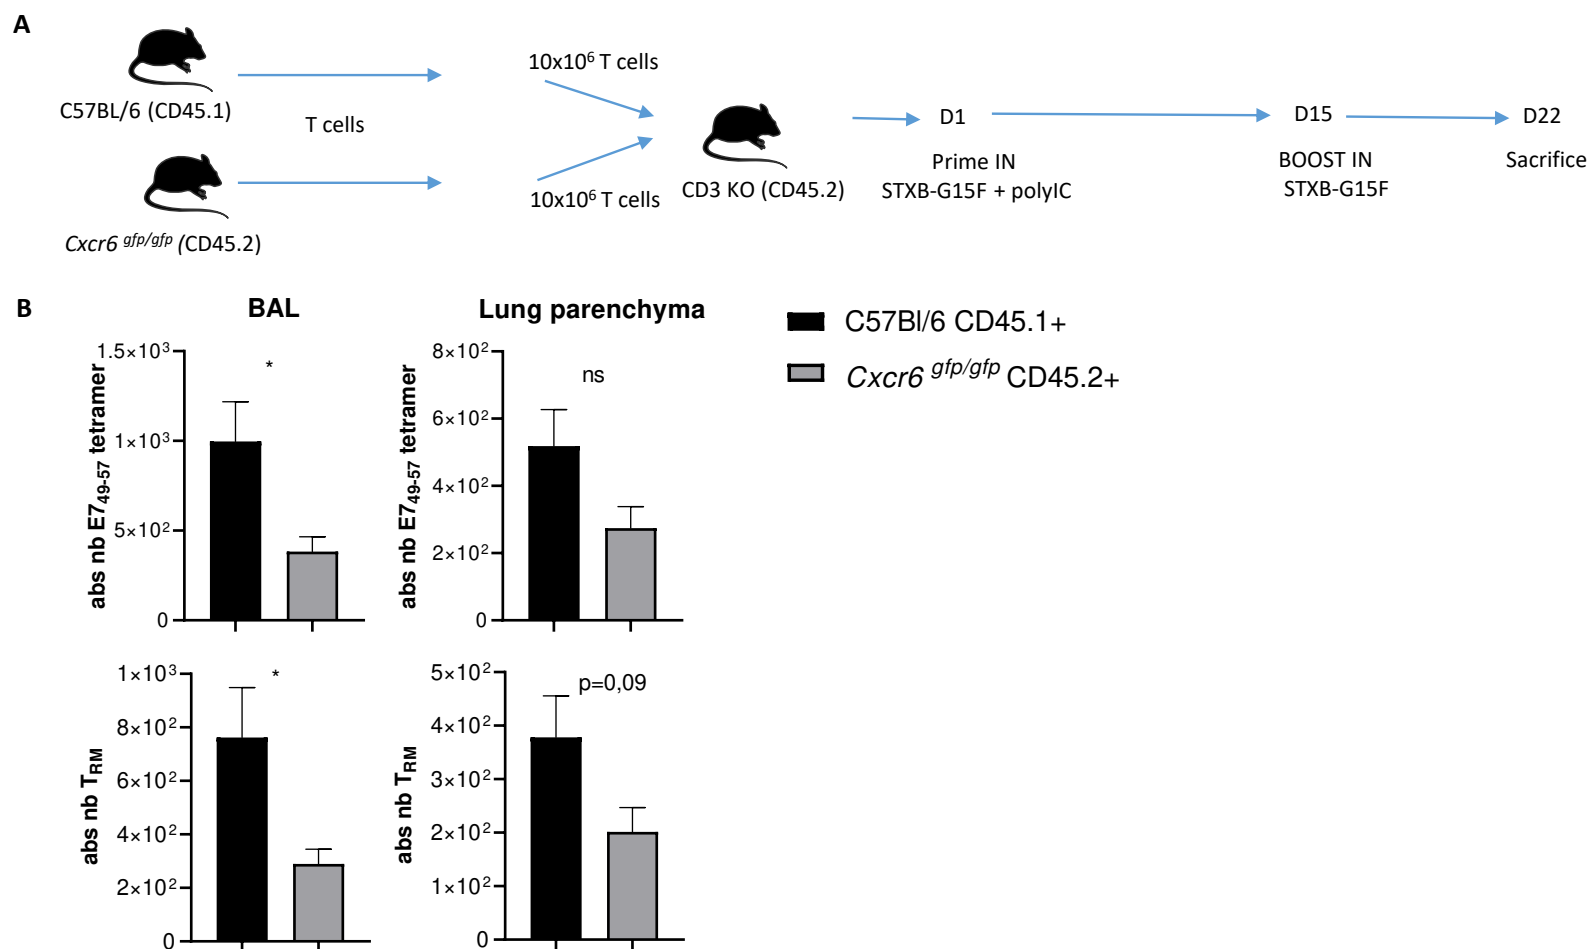 A
C57BL/6 (CD45.1)
T cells
Cxcr6 gfp/gfp (CD45.2)
10x10⁶ T cells
10x10⁶ T cells
CD3 KO (CD45.2)
D1
Prime IN
STXB-G15F + polyIC
D15
BOOST IN
STXB-G15F
D22
Sacrifice
B
BAL
abs nb E7₄₉₋₅₇ tetramer
1.5×10³
1×10³
5×10²
0
*
Lung parenchyma
abs nb E7₄₉₋₅₇ tetramer
8×10²
6×10²
4×10²
2×10²
0
ns
C57Bl/6 CD45.1+
Cxcr6 gfp/gfp CD45.2+
abs nb TRM
1×10³
8×10²
6×10²
4×10²
2×10²
0
*
abs nb TRM
5×10²
4×10²
3×10²
2×10²
1×10²
0
p=0,09